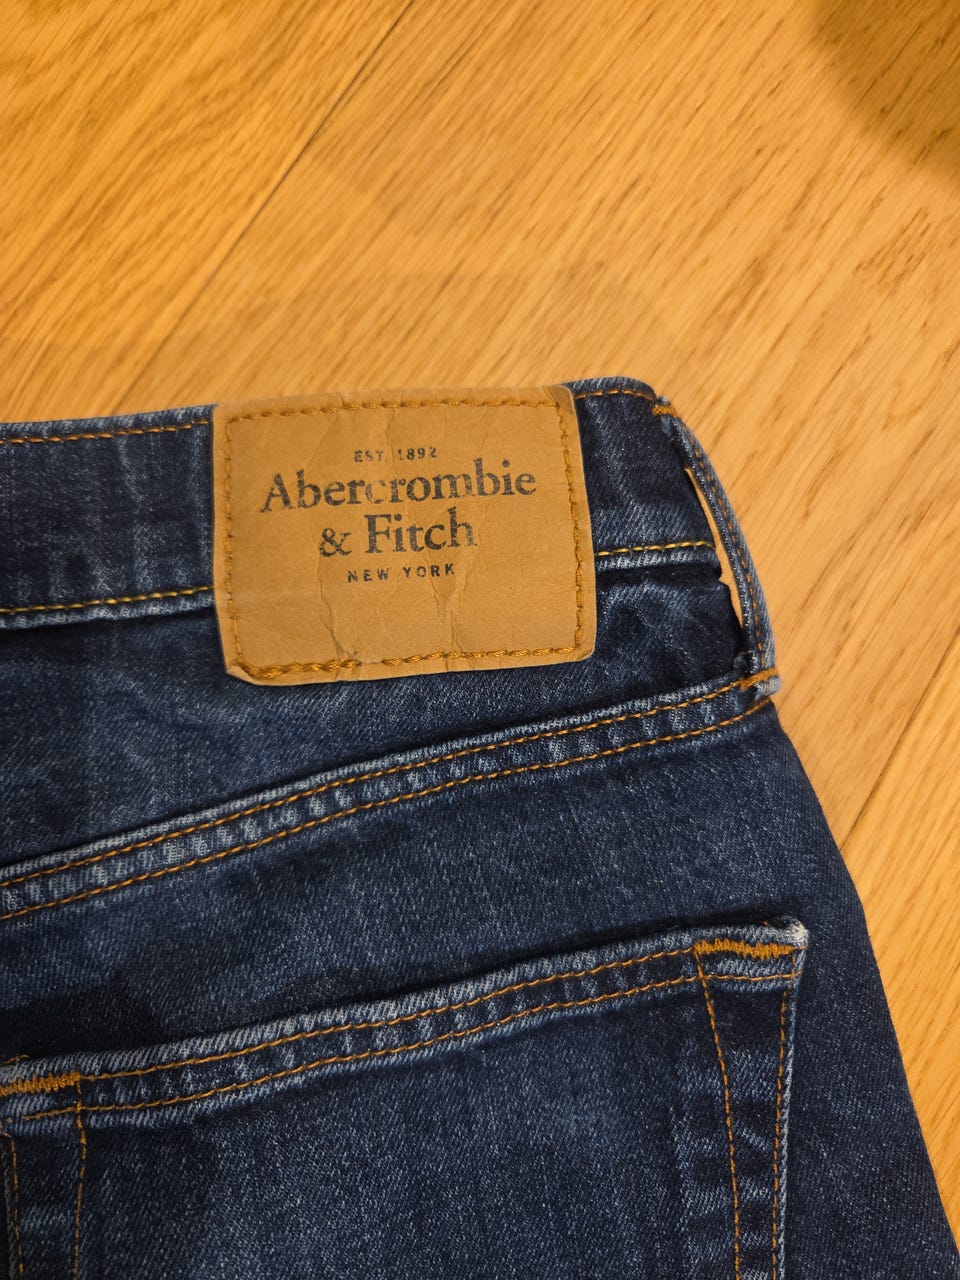 EST. 1892
Abercrombie
& Fitch
NEW YORK